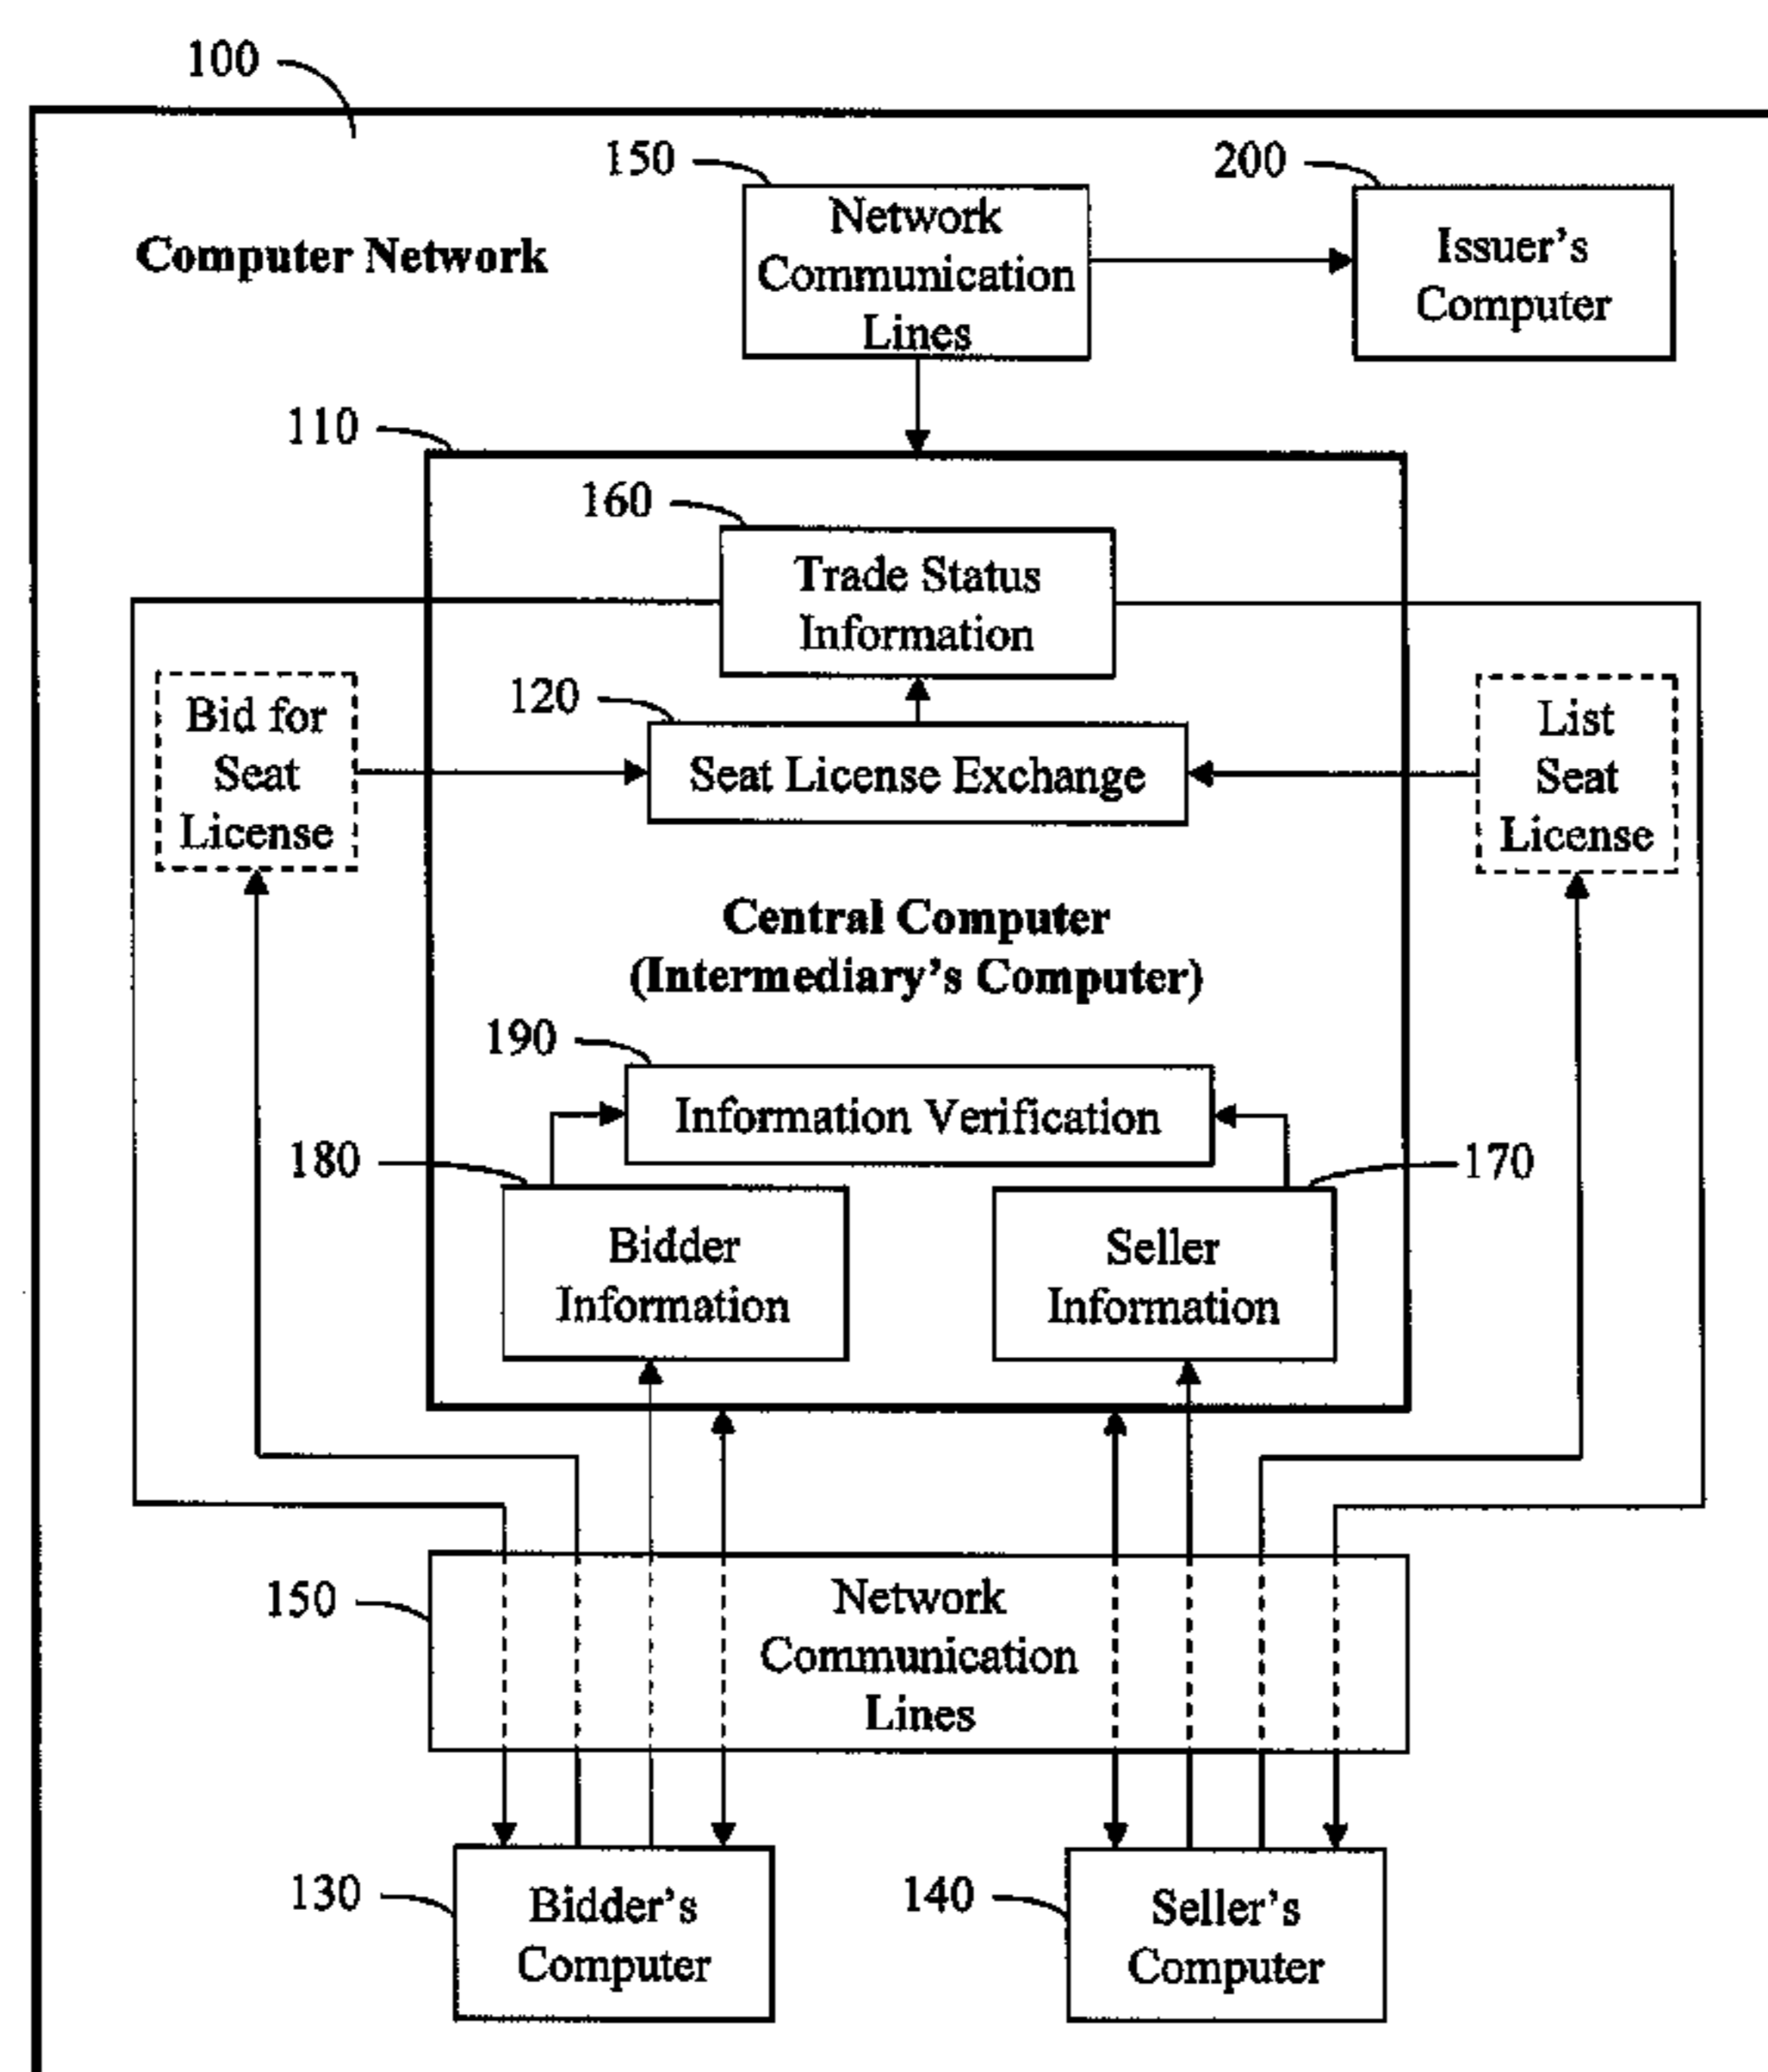 100
150
200
Computer Network
Network
Communication
Lines
Issuer's
Computer
110
160
Trade Status
Information
Bid for
Seat
License
120
Seat License Exchange
List
Seat
License
Central Computer
(Intermediary's Computer)
190
Information Verification
180
170
Bidder
Information
Seller
Information
150
Network
Communication
Lines
130
Bidder's
Computer
140
Seller's
Computer